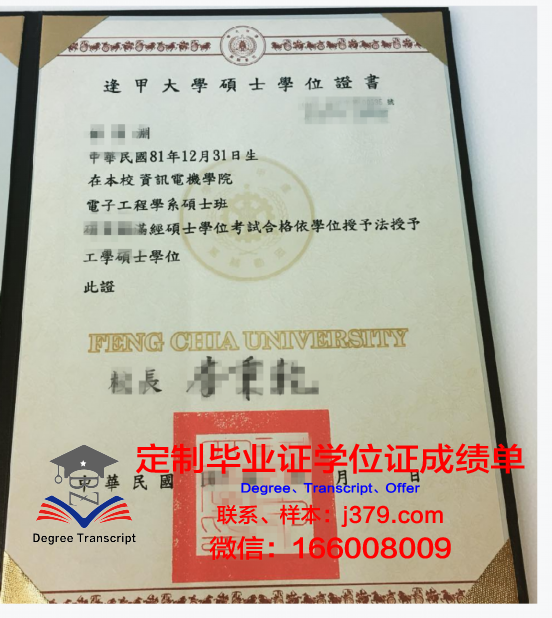 逢甲大學碩士學位證書
號
中華民國81年12月31日生
在本校資訊電機學院
電子工程學系碩士班
經碩士學位考試合格依學位授予法授予
工學碩士學位
此證
FENG CHIA UNIVERSITY
校長
定制毕业证学位证成绩单
中華民國 月 日
Degree、Transcript、Offer
联系、样本：j379.com
Degree Transcript
微信：166008009